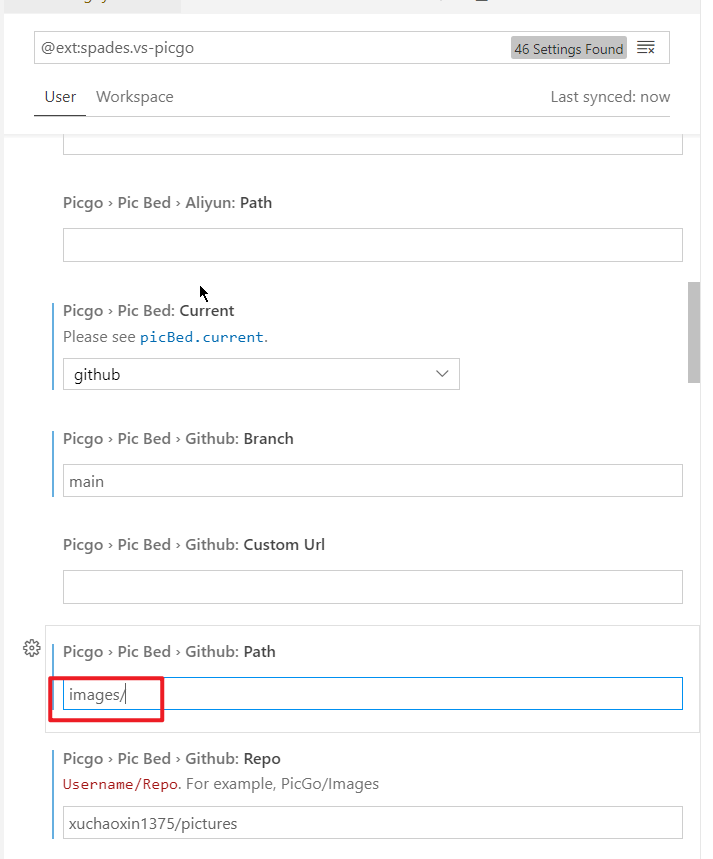 @ext:spades.vs-picgo
46 Settings Found
User Workspace
Last synced: now
Picgo › Pic Bed › Aliyun: Path
Picgo › Pic Bed: Current
Please see picBed.current.
github
Picgo › Pic Bed › Github: Branch
main
Picgo › Pic Bed › Github: Custom Url
Picgo › Pic Bed › Github: Path
images/
Picgo › Pic Bed › Github: Repo
Username/Repo. For example, PicGo/Images
xuchaoxin1375/pictures